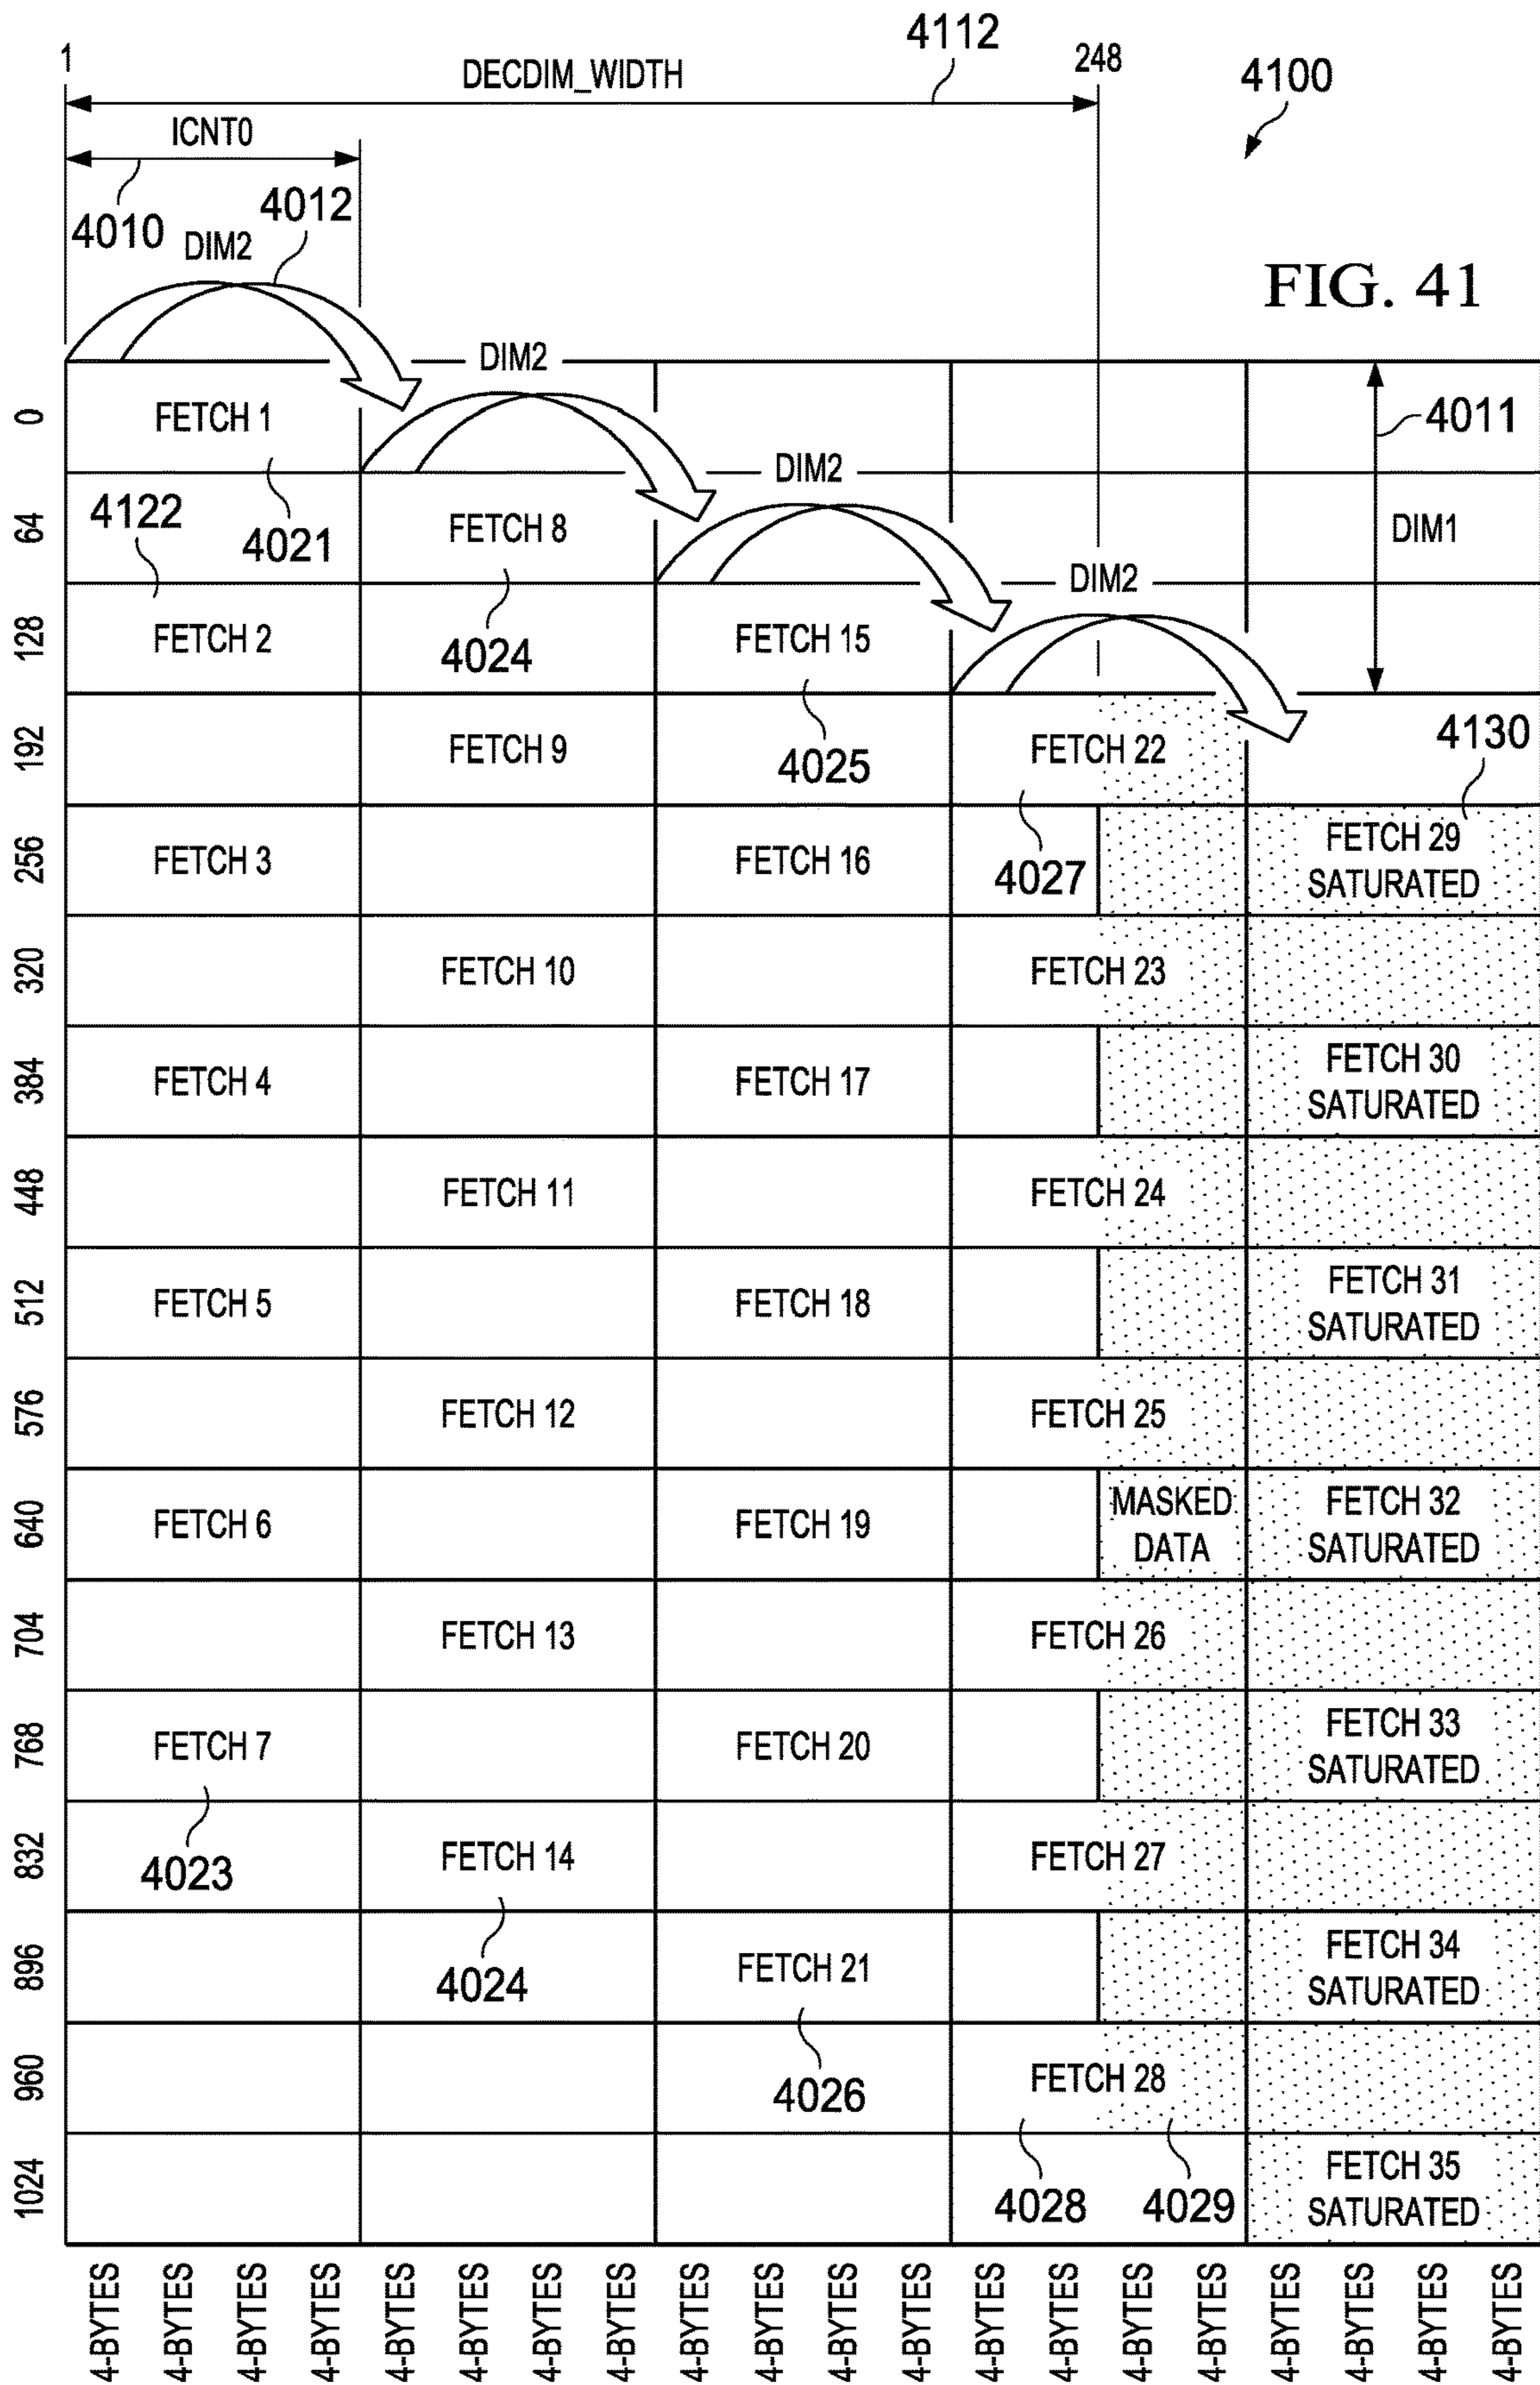 1 DECDIM_WIDTH 4112 248 4100
ICNT0
4010 4012
DIM2
FIG. 41
DIM2
0 FETCH 1 4011
DIM2
4122 4021 64 FETCH 8 DIM1
DIM2
128 FETCH 2 4024 FETCH 15
192 FETCH 9 4025 FETCH 22 4130
256 FETCH 3 FETCH 16 4027 FETCH 29
SATURATED
320 FETCH 10 FETCH 23
384 FETCH 4 FETCH 17 FETCH 30
SATURATED
448 FETCH 11 FETCH 24
512 FETCH 5 FETCH 18 FETCH 31
SATURATED
576 FETCH 12 FETCH 25
640 FETCH 6 FETCH 19 MASKED FETCH 32
DATA SATURATED
704 FETCH 13 FETCH 26
768 FETCH 7 FETCH 20 FETCH 33
SATURATED
832 4023 FETCH 14 FETCH 27
896 4024 FETCH 21 FETCH 34
SATURATED
960 4026 FETCH 28
1024 4028 4029 FETCH 35
SATURATED
4-BYTES 4-BYTES 4-BYTES 4-BYTES 4-BYTES 4-BYTES 4-BYTES 4-BYTES 4-BYTES 4-BYTES 4-BYTES 4-BYTES 4-BYTES 4-BYTES 4-BYTES 4-BYTES 4-BYTES 4-BYTES 4-BYTES 4-BYTES